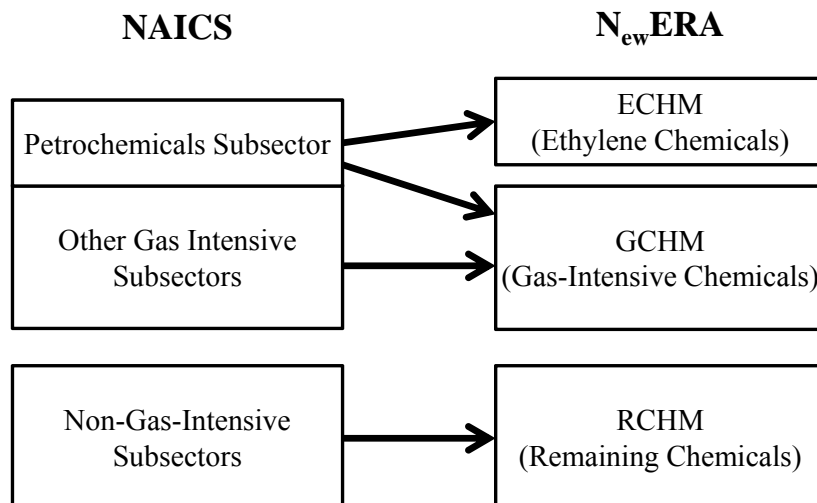 NAICS
NewERA
Petrochemicals Subsector
ECHM
(Ethylene Chemicals)
Other Gas Intensive
Subsectors
GCHM
(Gas-Intensive Chemicals)
Non-Gas-Intensive
Subsectors
RCHM
(Remaining Chemicals)